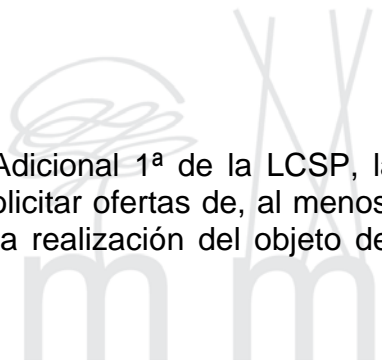 Adicional 1ª de la LCSP, la
olicitar ofertas de, al menos
a realización del objeto de